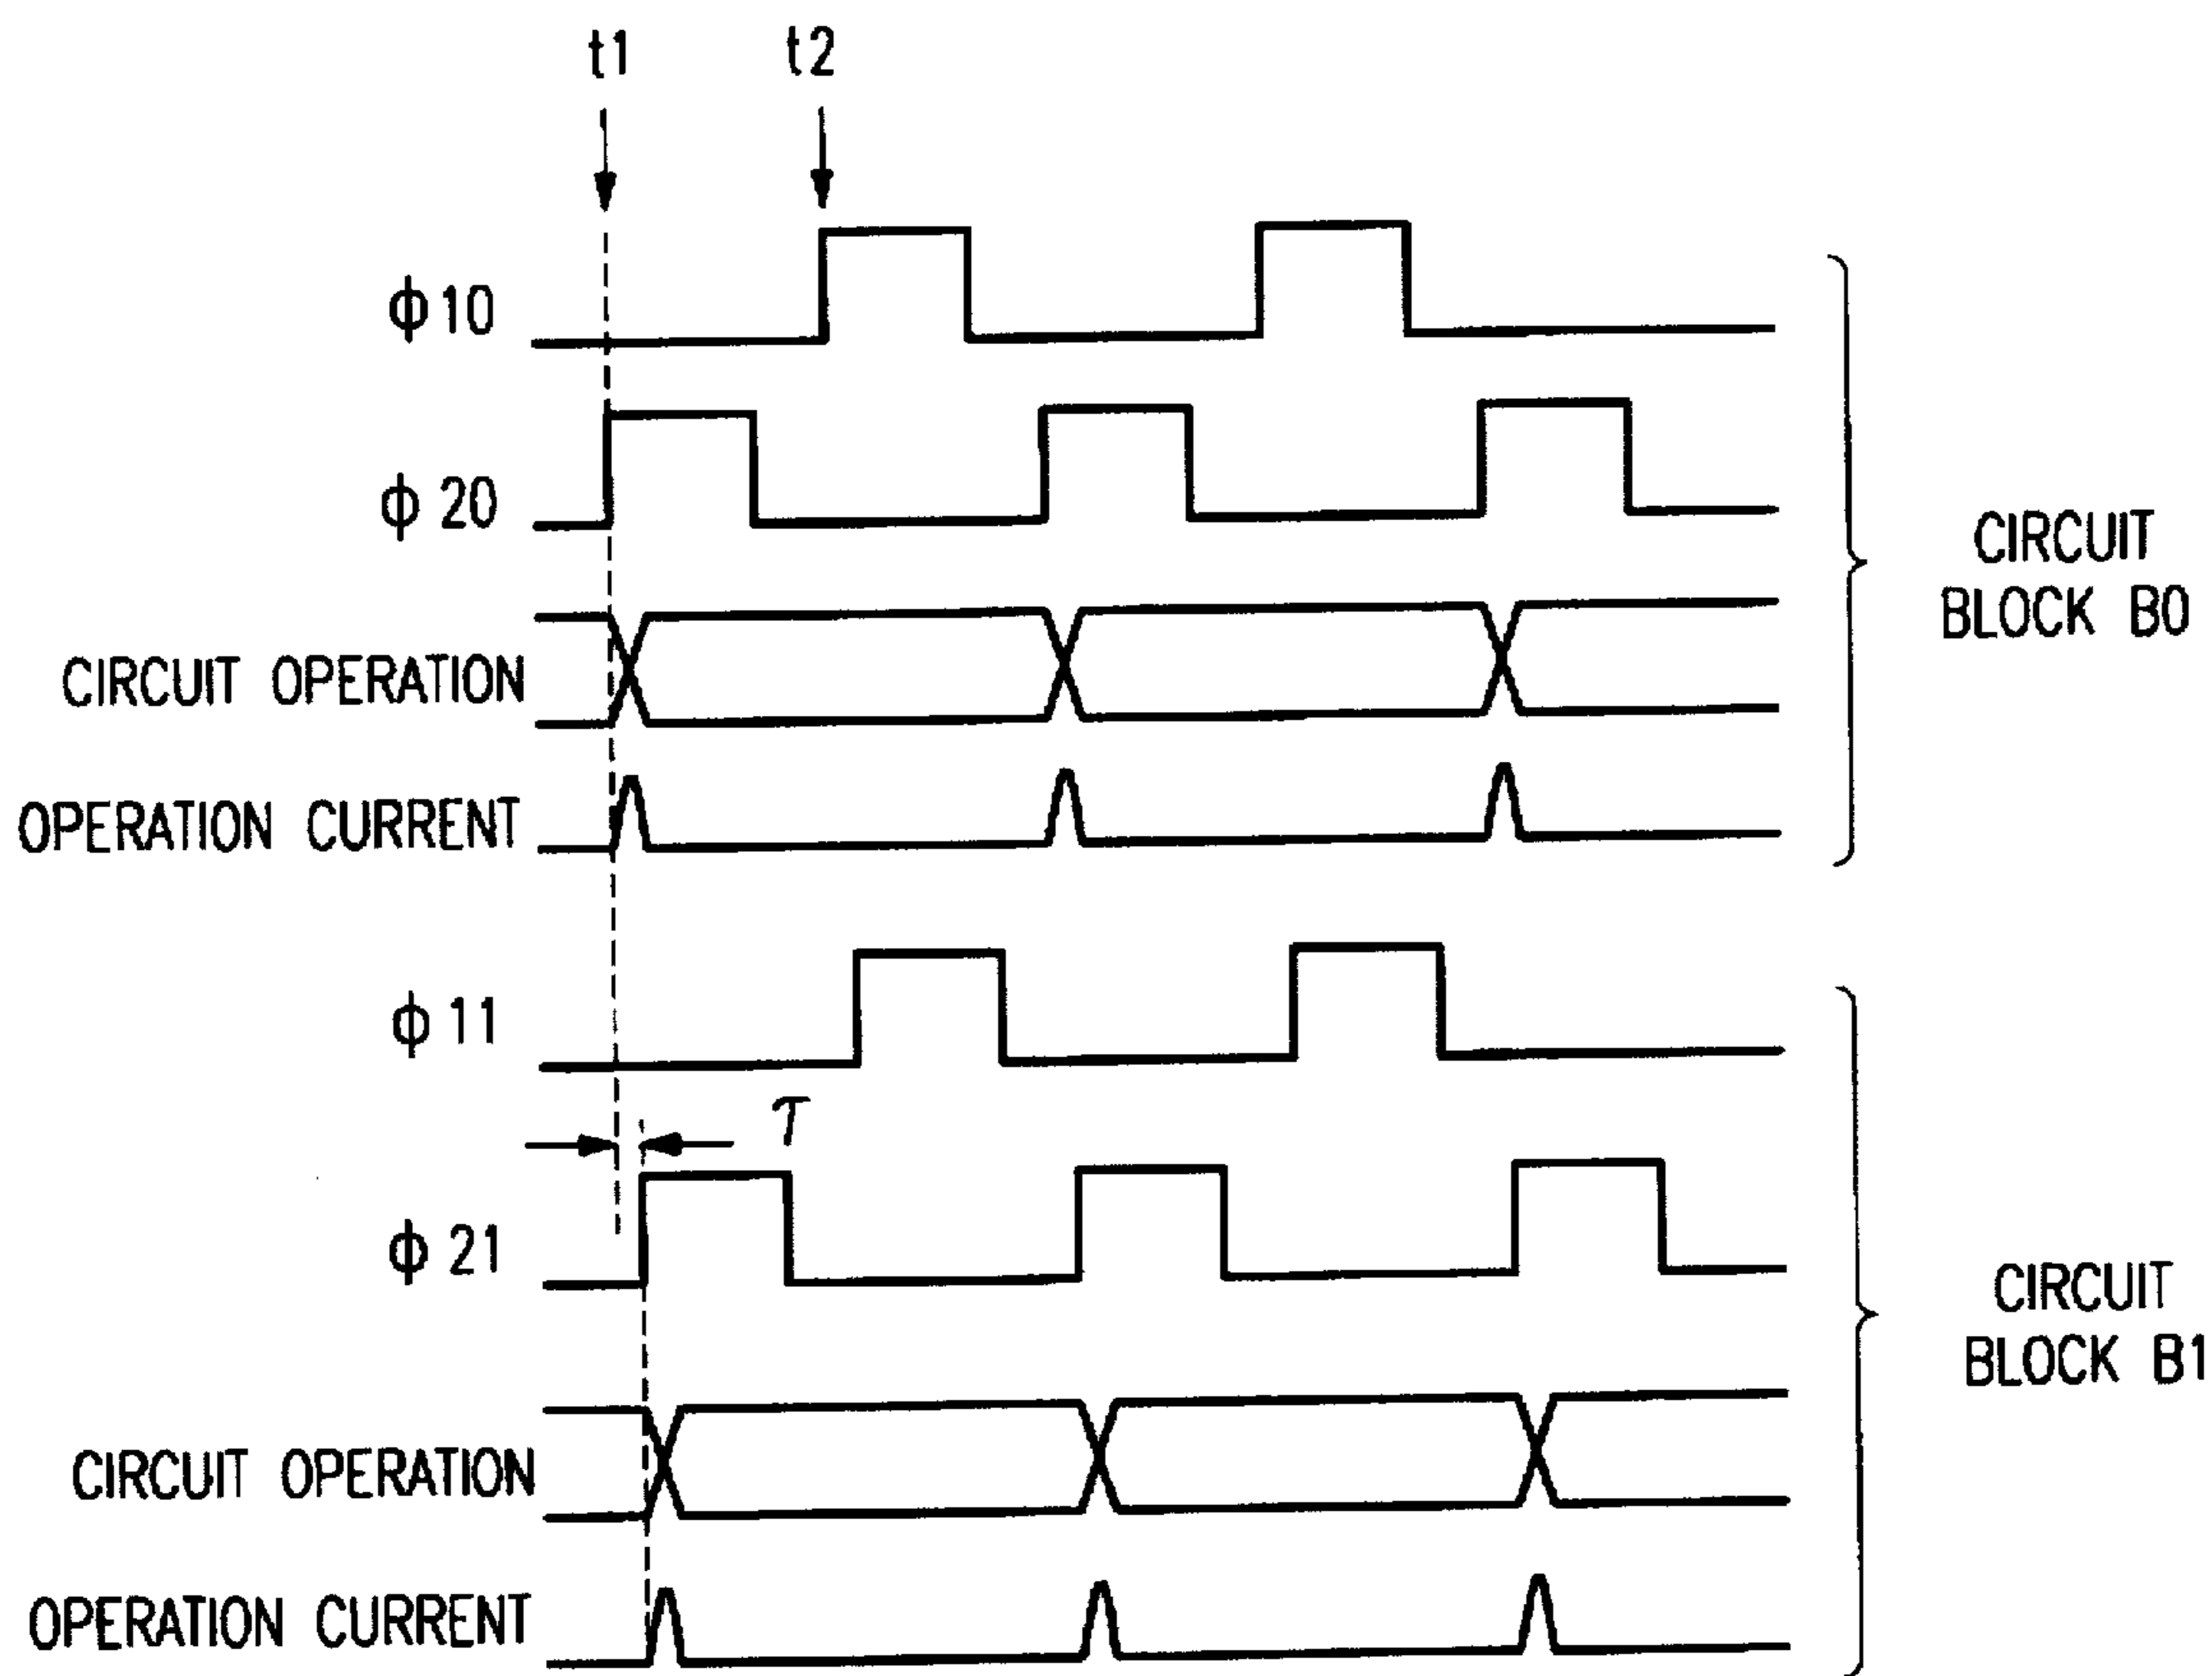 t1 t2
φ10
φ20
CIRCUIT OPERATION
OPERATION CURRENT
CIRCUIT
BLOCK B0
φ11
τ
φ21
CIRCUIT OPERATION
OPERATION CURRENT
CIRCUIT
BLOCK B1